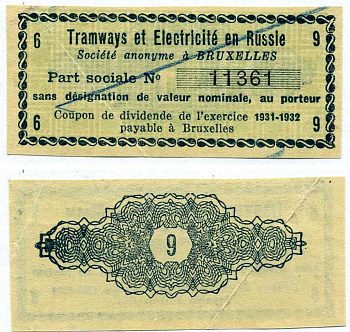 6 Tramways et Electricité en Russie 9
Société anonyme à BRUXELLES
Part sociale No 11361
sans désignation de valeur nominale, au porteur
6 Coupon de dividende de l'exercice 1931-1932 9
payable à Bruxelles
9